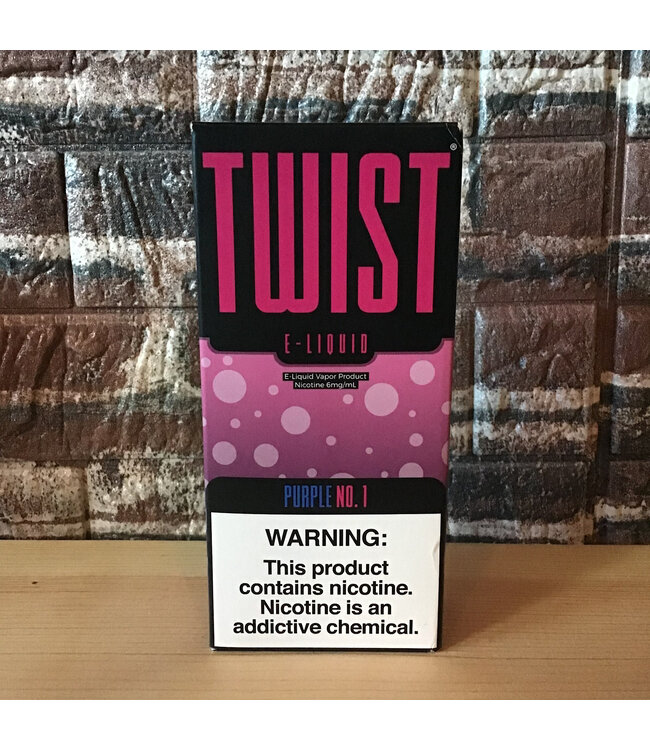 TWIST®
E-LIQUID
E-Liquid Vapor Product
Nicotine 6mg/mL
PURPLE NO. 1
WARNING:
This product
contains nicotine.
Nicotine is an
addictive chemical.